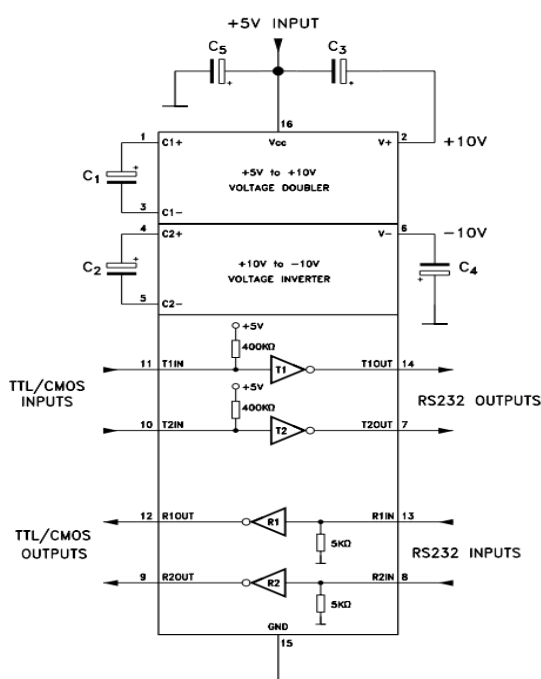 +5V INPUT
C5
C3
+
+
16
1
C1+
Vcc
V+
2
+10V
C1
+
+5V to +10V
VOLTAGE DOUBLER
3
C1-
4
C2+
V-
6
-10V
C2
+
+10V to -10V
VOLTAGE INVERTER
+
C4
5
C2-
+5V
400KΩ
11
T1IN
T1
T1OUT
14
TTL/CMOS
INPUTS
RS232 OUTPUTS
+5V
400KΩ
10
T2IN
T2
T2OUT
7
12
R1OUT
R1
R1IN
13
TTL/CMOS
OUTPUTS
5KΩ
RS232 INPUTS
9
R2OUT
R2
R2IN
8
5KΩ
GND
15